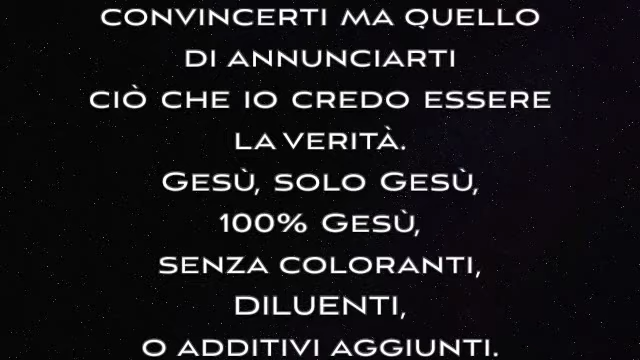 CONVINCERTI MA QUELLO
DI ANNUNCIARTI
CIÒ CHE IO CREDO ESSERE
LA VERITÀ.
GESÙ, SOLO GESÙ,
100% GESÙ,
SENZA COLORANTI,
DILUENTI,
O ADDITIVI AGGIUNTI.